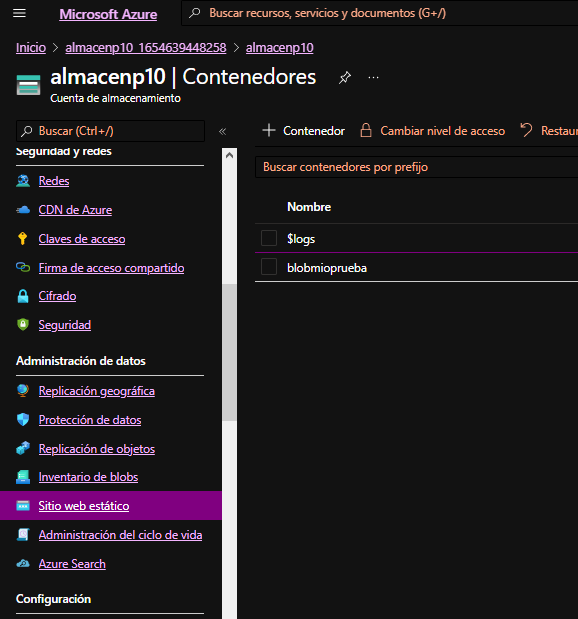 Microsoft Azure
Buscar recursos, servicios y documentos (G+/)
Inicio > almacenp10_1654639448258 > almacenp10
almacenp10 | Contenedores
Cuenta de almacenamiento
Buscar (Ctrl+/)
Seguridad y redes
Redes
CDN de Azure
Claves de acceso
Firma de acceso compartido
Cifrado
Seguridad
Administración de datos
Replicación geográfica
Protección de datos
Replicación de objetos
Inventario de blobs
Sitio web estático
Administración del ciclo de vida
Azure Search
Configuración
+ Contenedor
Cambiar nivel de acceso
Restaur
Buscar contenedores por prefijo
Nombre
$logs
blobmioprueba